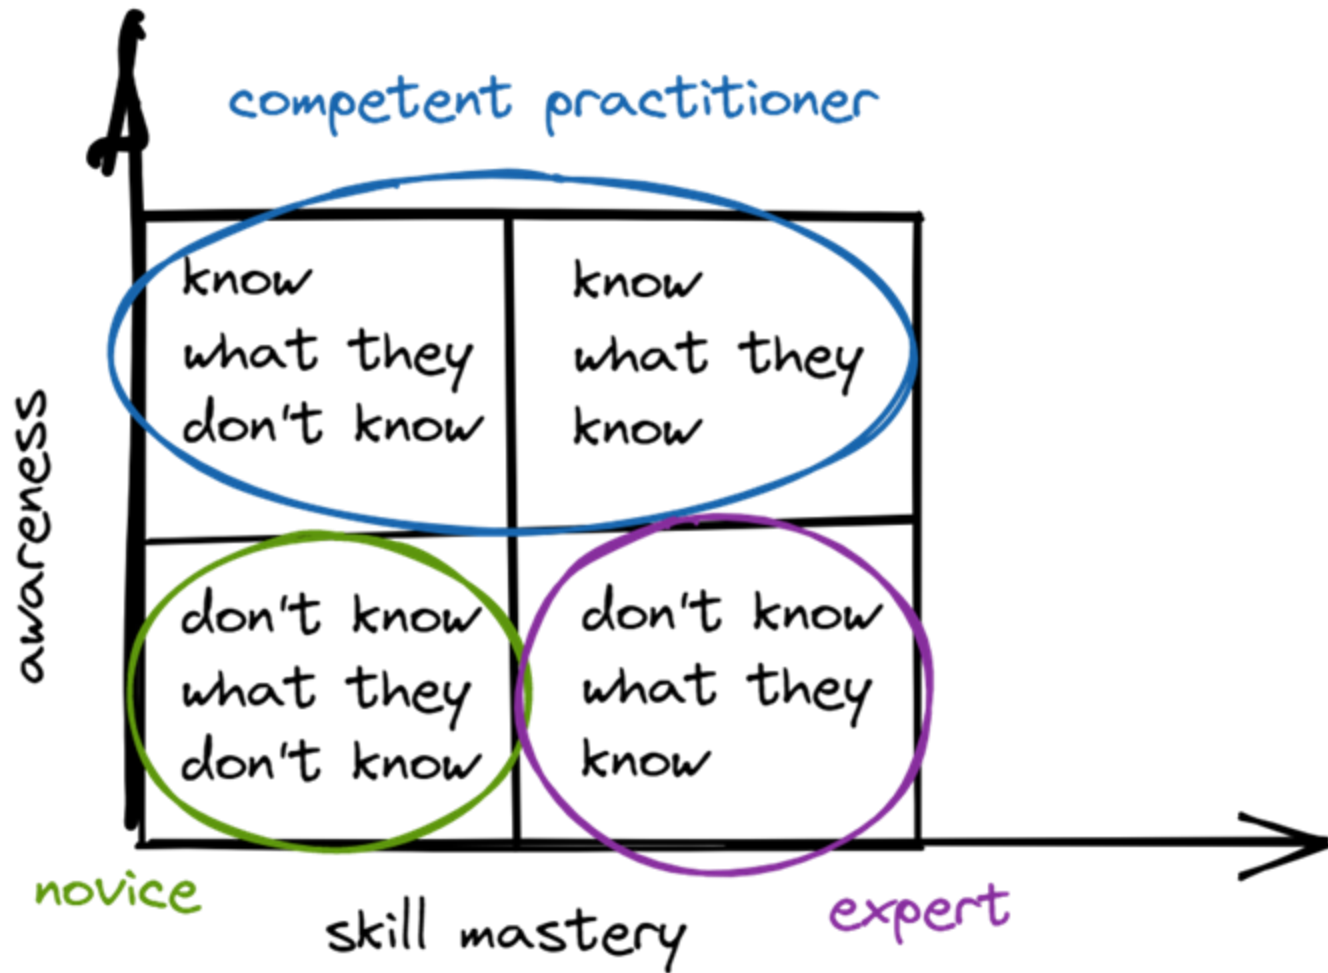 competent practitioner
know
what they
don't know
know
what they
know
awareness
don't know
what they
don't know
don't know
what they
know
novice
skill mastery
expert